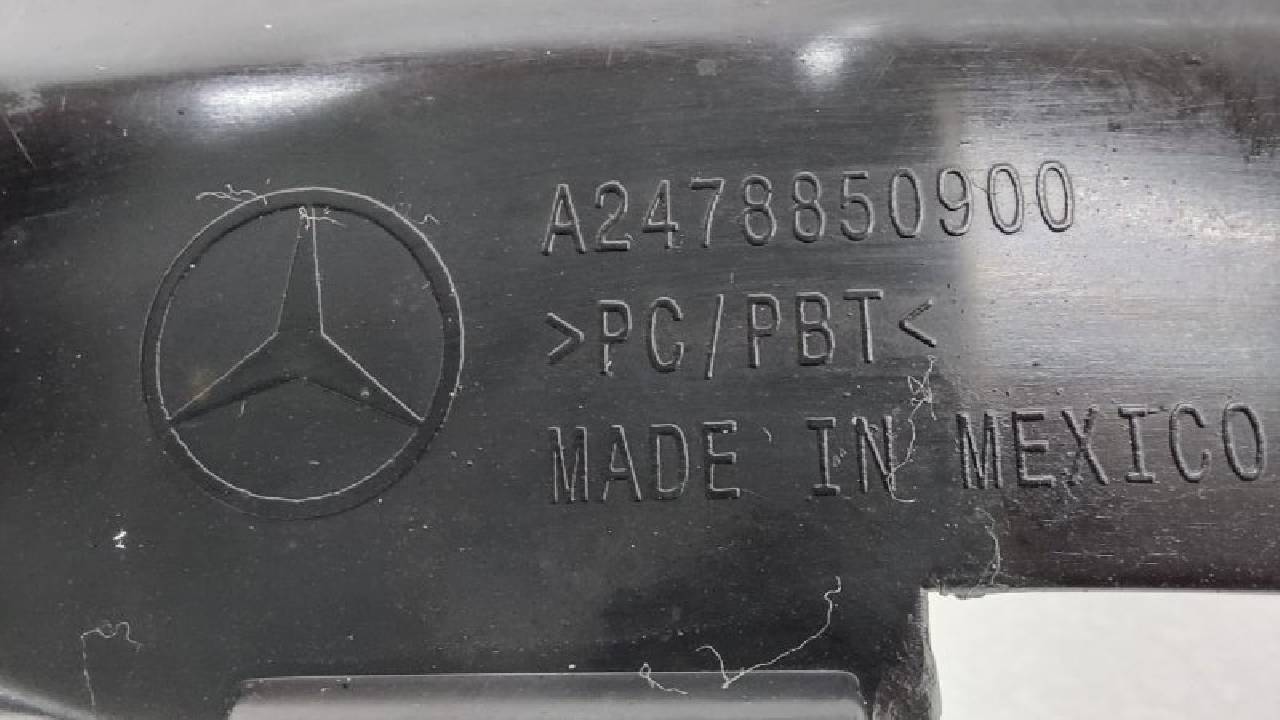 A2478850900
>PC/PBT<
MADE IN MEXICO